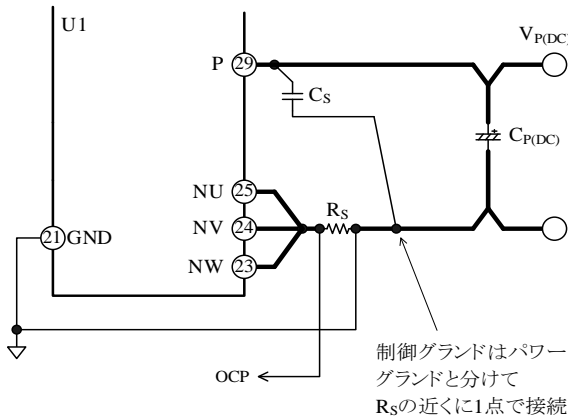 U1
V_P(DC)
P 29
C_S
C_P(DC)
NU 25
R_S
NV 24
21 GND
NW 23
OCP
制御グランドはパワー
グランドと分けて
R_Sの近くに1点で接続